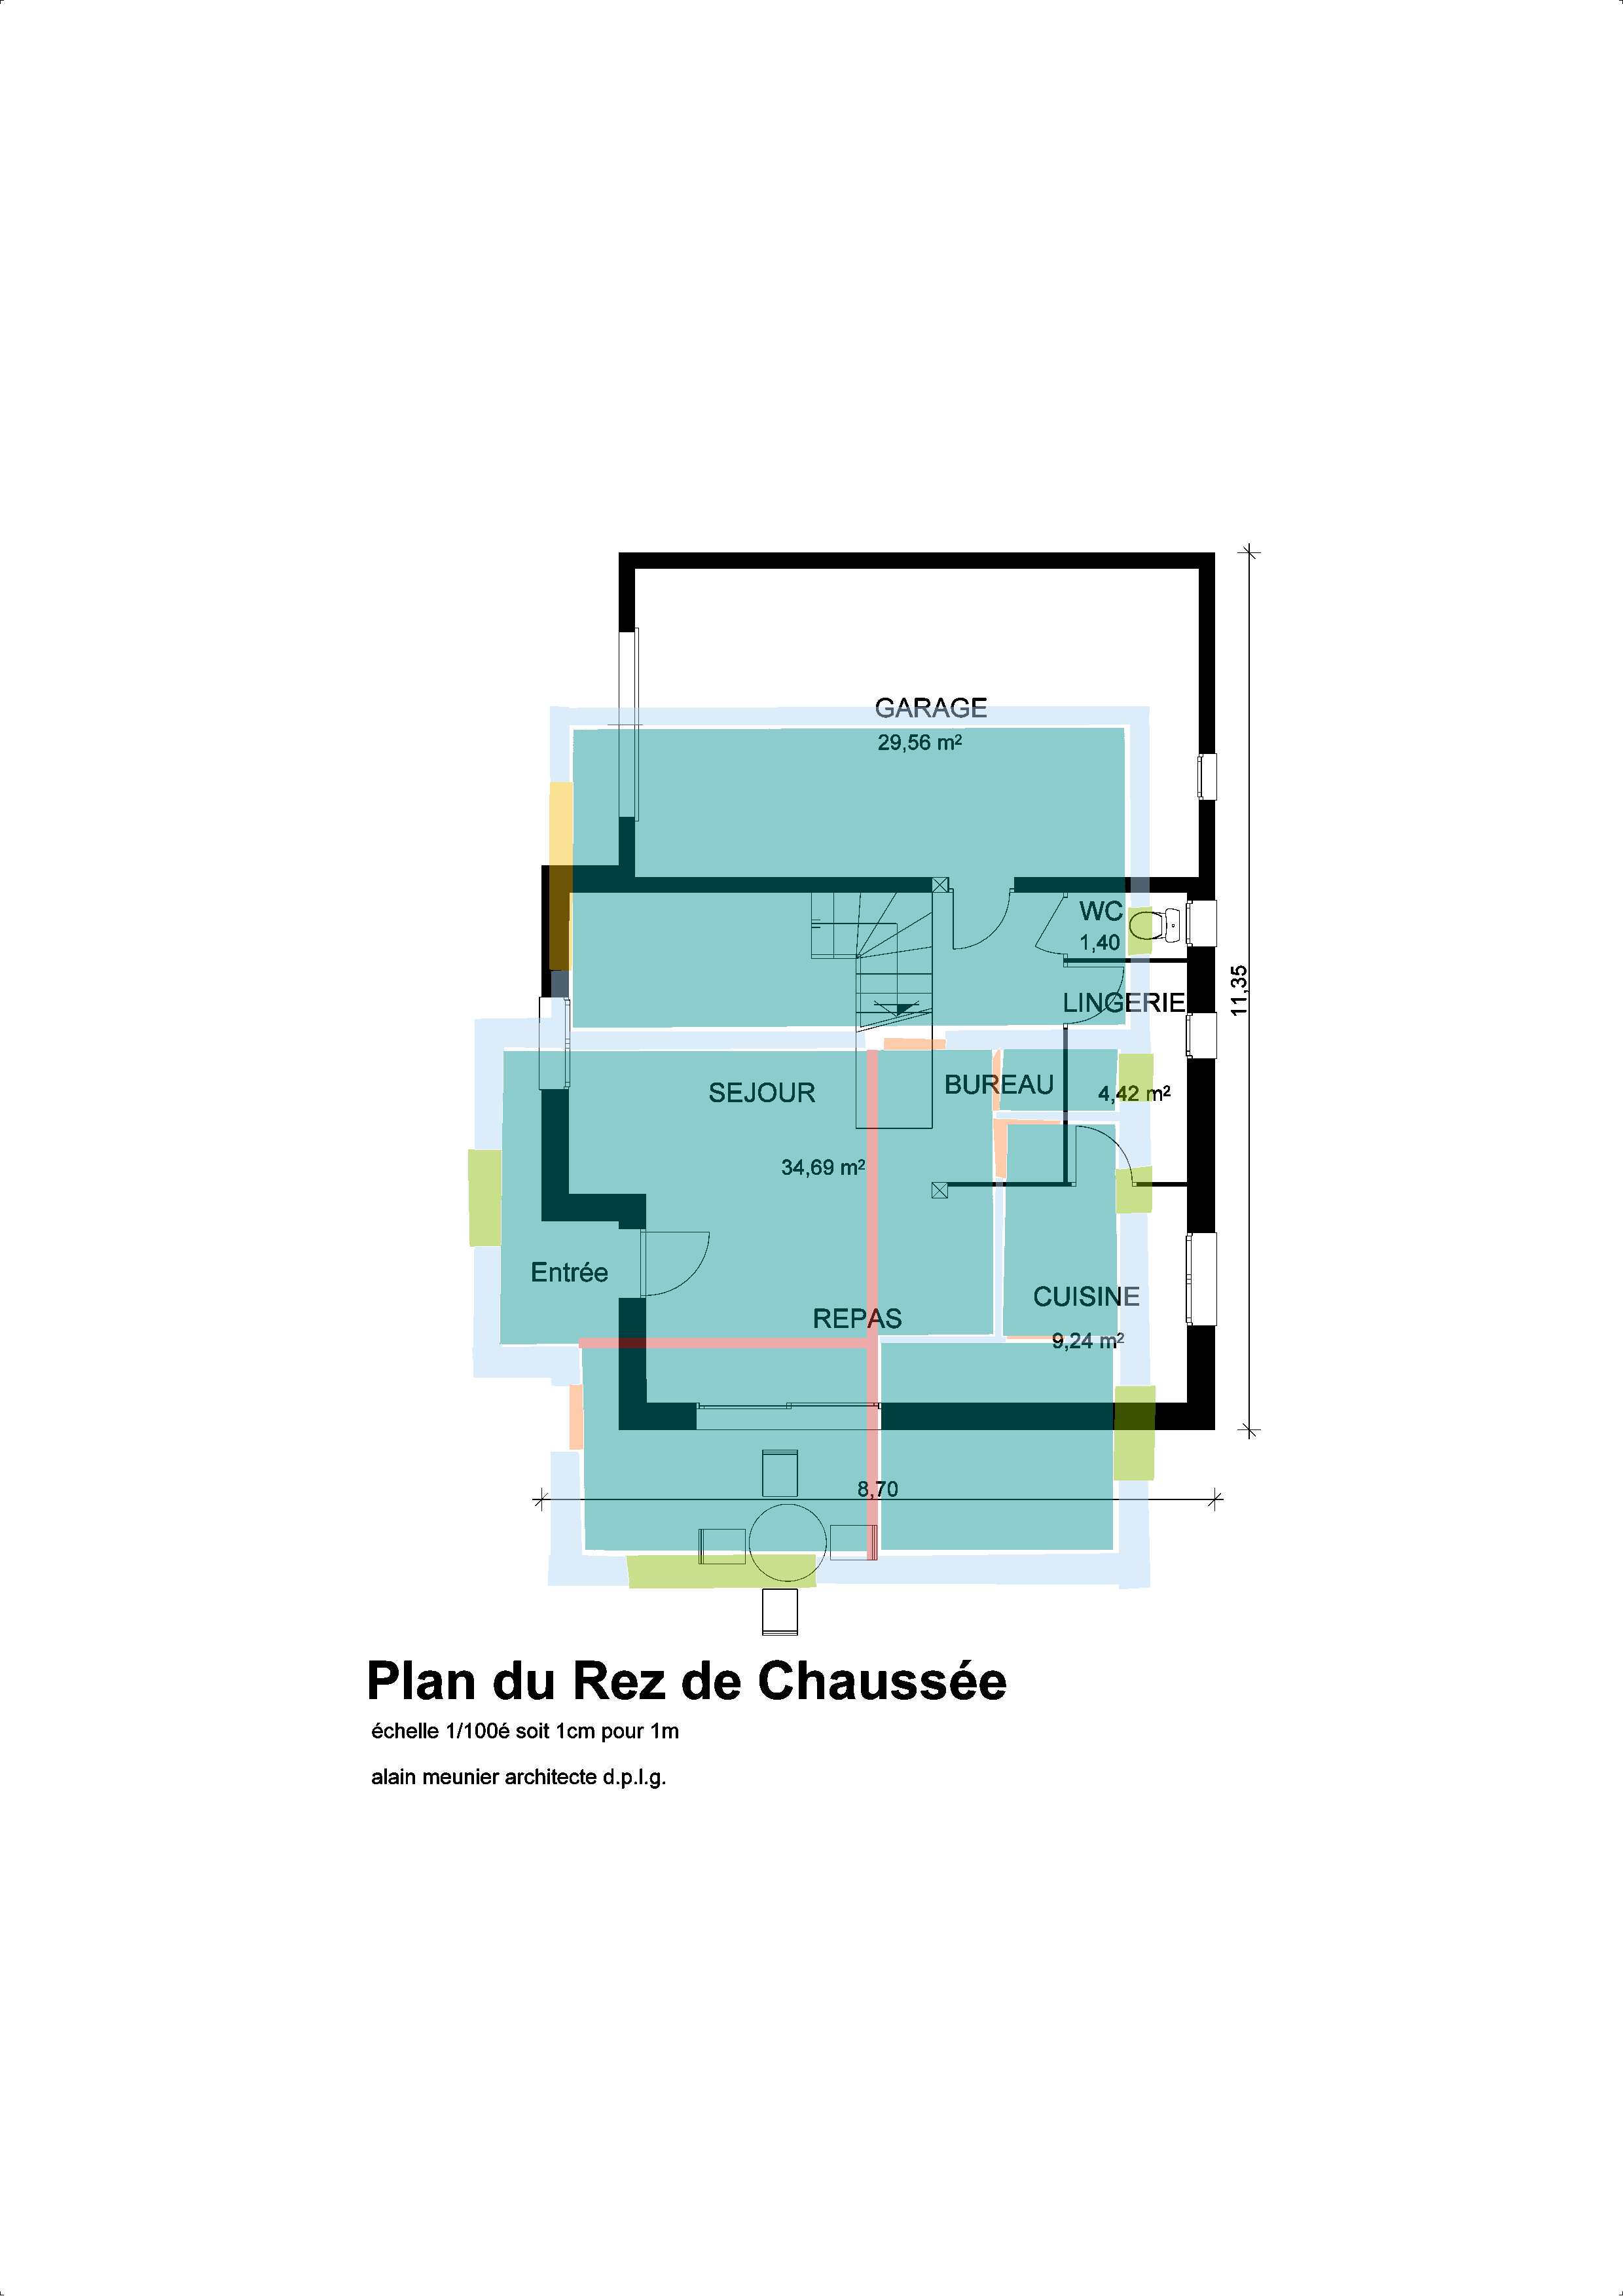 GARAGE
29,56 m²
WC
1,40
LINGERIE
11,35
SEJOUR
BUREAU
4,42 m²
34,69 m²
Entrée
REPAS
CUISINE
9,24 m²
8,70
Plan du Rez de Chaussée
échelle 1/100é soit 1cm pour 1m
alain meunier architecte d.p.l.g.